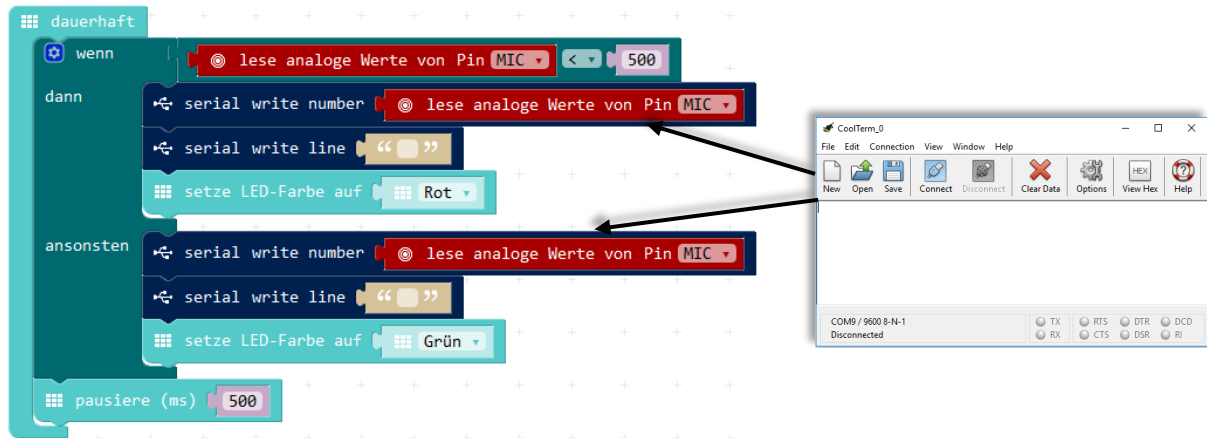 dauerhaft
wenn lese analoge Werte von Pin MIC < 500
dann serial write number lese analoge Werte von Pin MIC
serial write line “ ”
setze LED-Farbe auf Rot
ansonsten serial write number lese analoge Werte von Pin MIC
serial write line “ ”
setze LED-Farbe auf Grün
pausiere (ms) 500
CoolTerm_0
File Edit Connection View Window Help
HEX
New Open Save Connect Disconnect Clear Data Options View Hex Help
COM9 / 9600 8-N-1 TX RTS DTR DCD
Disconnected RX CTS DSR RI